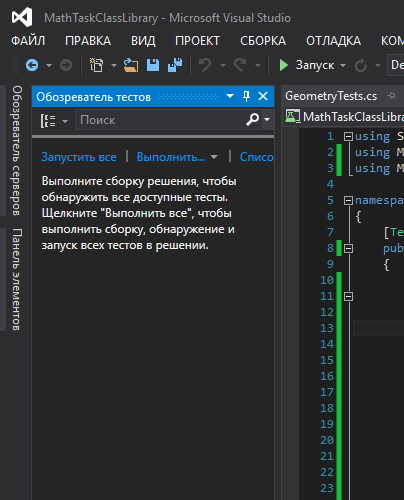 MathTaskClassLibrary - Microsoft Visual Studio
ФАЙЛ ПРАВКА ВИД ПРОЕКТ СБОРКА ОТЛАДКА
Запуск
Обозреватель серверов
Панель элементов
Обозреватель тестов
Поиск
Запустить все
Выполнить...
Списо
Выполните сборку решения, чтобы
обнаружить все доступные тесты.
Щелкните "Выполнить все", чтобы
выполнить сборку, обнаружение и
запуск всех тестов в решении.
GeometryTests.cs
MathTaskClassLibra
1 using S
2 using M
3 using M
4
5 namespa
6 {
7 [Te
8 pub
9 {
10
11
12
13
14
15
16
17
18
19
20
21
22
23